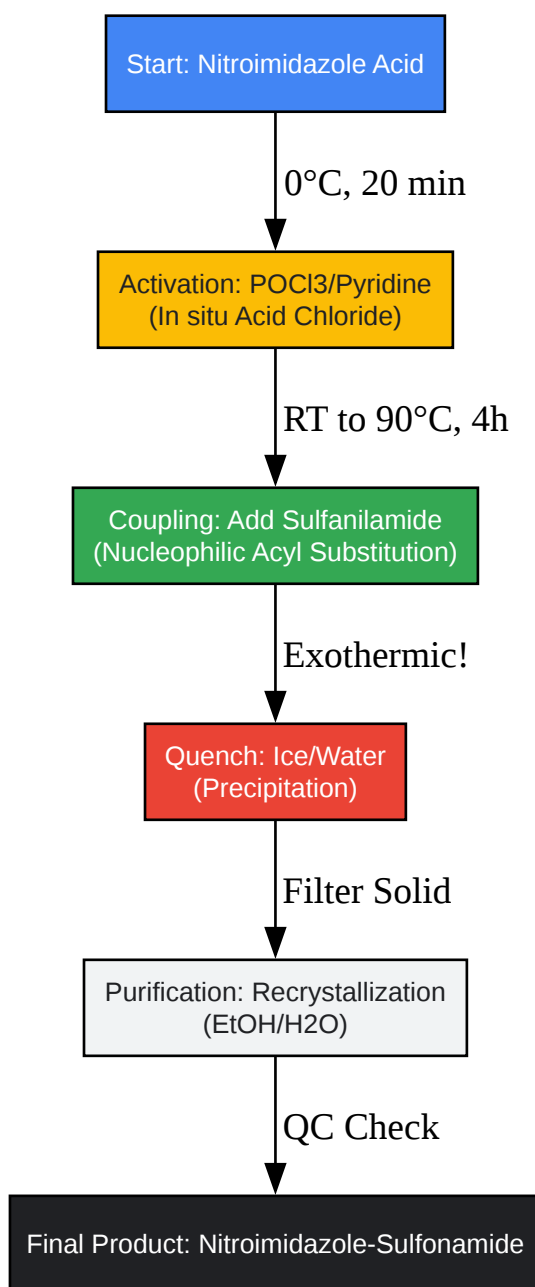 Start: Nitroimidazole Acid
0°C, 20 min
Activation: POCl3/Pyridine
(In situ Acid Chloride)
RT to 90°C, 4h
Coupling: Add Sulfanilamide
(Nucleophilic Acyl Substitution)
Exothermic!
Quench: Ice/Water
(Precipitation)
Filter Solid
Purification: Recrystallization
(EtOH/H2O)
QC Check
Final Product: Nitroimidazole-Sulfonamide